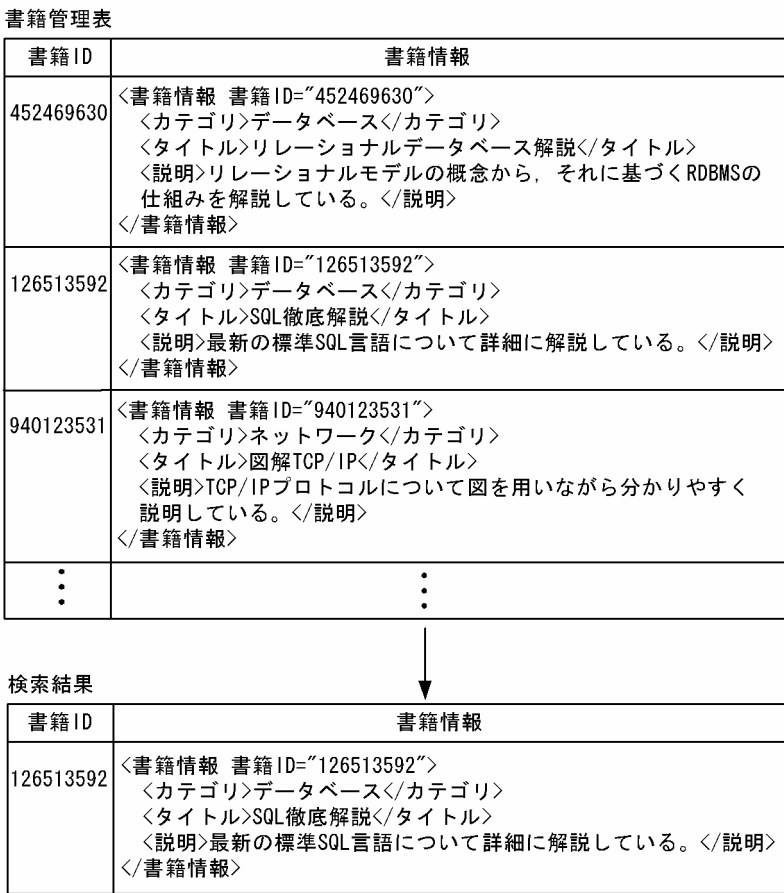 書籍管理表
書籍ID 書籍情報
452469630 <書籍情報 書籍ID="452469630">
<カテゴリ>データベース</カテゴリ>
<タイトル>リレーショナルデータベース解説</タイトル>
<説明>リレーショナルモデルの概念から，それに基づくRDBMSの
仕組みを解説している。</説明>
</書籍情報>
126513592 <書籍情報 書籍ID="126513592">
<カテゴリ>データベース</カテゴリ>
<タイトル>SQL徹底解説</タイトル>
<説明>最新の標準SQL言語について詳細に解説している。</説明>
</書籍情報>
940123531 <書籍情報 書籍ID="940123531">
<カテゴリ>ネットワーク</カテゴリ>
<タイトル>図解TCP/IP</タイトル>
<説明>TCP/IPプロトコルについて図を用いながら分かりやすく
説明している。</説明>
</書籍情報>
検索結果
書籍ID 書籍情報
126513592 <書籍情報 書籍ID="126513592">
<カテゴリ>データベース</カテゴリ>
<タイトル>SQL徹底解説</タイトル>
<説明>最新の標準SQL言語について詳細に解説している。</説明>
</書籍情報>